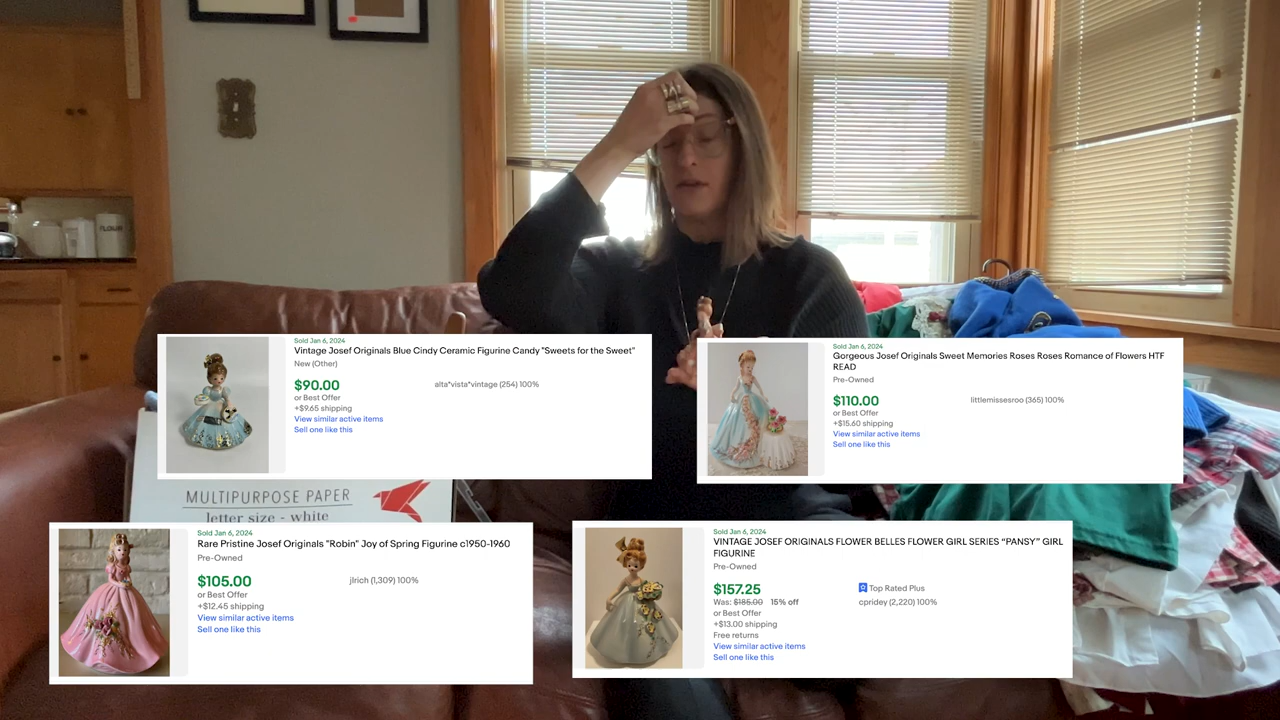 FLOUR
Sold Jan 6, 2024
Vintage Josef Originals Blue Cindy Ceramic Figurine Candy "Sweets for the Sweet"
New (Other)
$90.00
alta*vista*vintage (254) 100%
or Best Offer
+$9.65 shipping
View similar active items
Sell one like this
Sold Jan 6, 2024
Gorgeous Josef Originals Sweet Memories Roses Roses Romance of Flowers HTF
READ
Pre-Owned
$110.00
littlemissesroo (365) 100%
or Best Offer
+$15.60 shipping
View similar active items
Sell one like this
MULTIPURPOSE PAPER
letter size - white
Sold Jan 6, 2024
Rare Pristine Josef Originals "Robin" Joy of Spring Figurine c1950-1960
Pre-Owned
$105.00
jlrich (1,309) 100%
or Best Offer
+$12.45 shipping
View similar active items
Sell one like this
Sold Jan 6, 2024
VINTAGE JOSEF ORIGINALS FLOWER BELLES FLOWER GIRL SERIES “PANSY” GIRL
FIGURINE
Pre-Owned
$157.25
Top Rated Plus
Was: $185.00 15% off
cpridey (2,220) 100%
or Best Offer
+$13.00 shipping
Free returns
View similar active items
Sell one like this